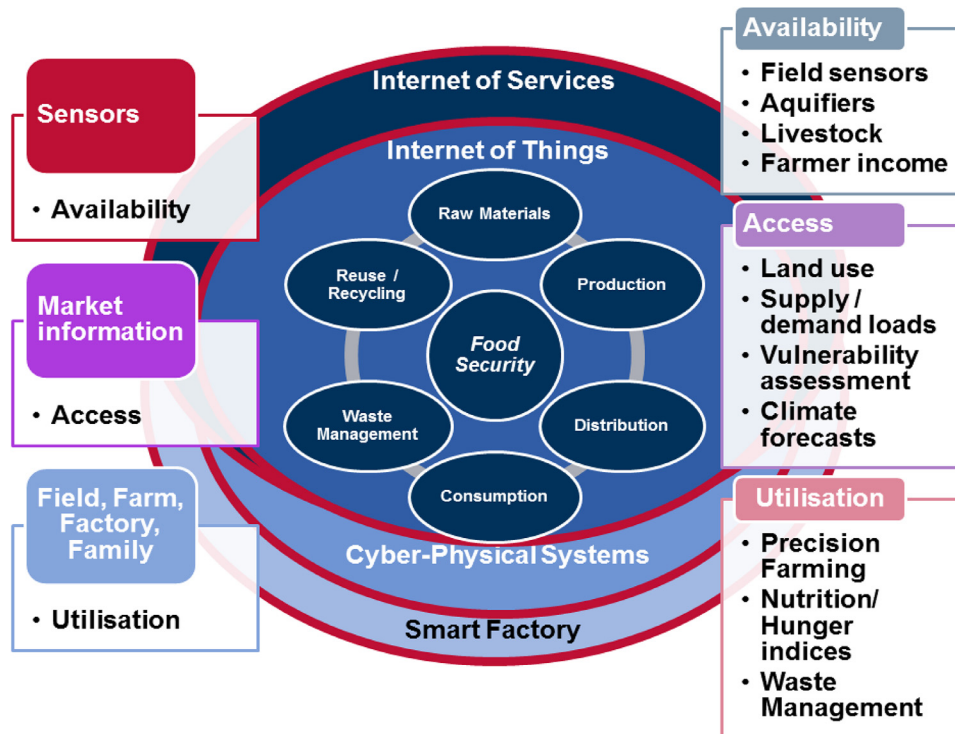 Sensors
• Availability
Market
information
• Access
Field, Farm,
Factory,
Family
• Utilisation
Internet of Services
Internet of Things
Raw Materials
Reuse /
Recycling
Production
Food
Security
Waste
Management
Distribution
Consumption
Cyber-Physical Systems
Smart Factory
Availability
• Field sensors
• Aquifiers
• Livestock
• Farmer income
Access
• Land use
• Supply /
demand loads
• Vulnerability
assessment
• Climate
forecasts
Utilisation
• Precision
Farming
• Nutrition/
Hunger
indices
• Waste
Management